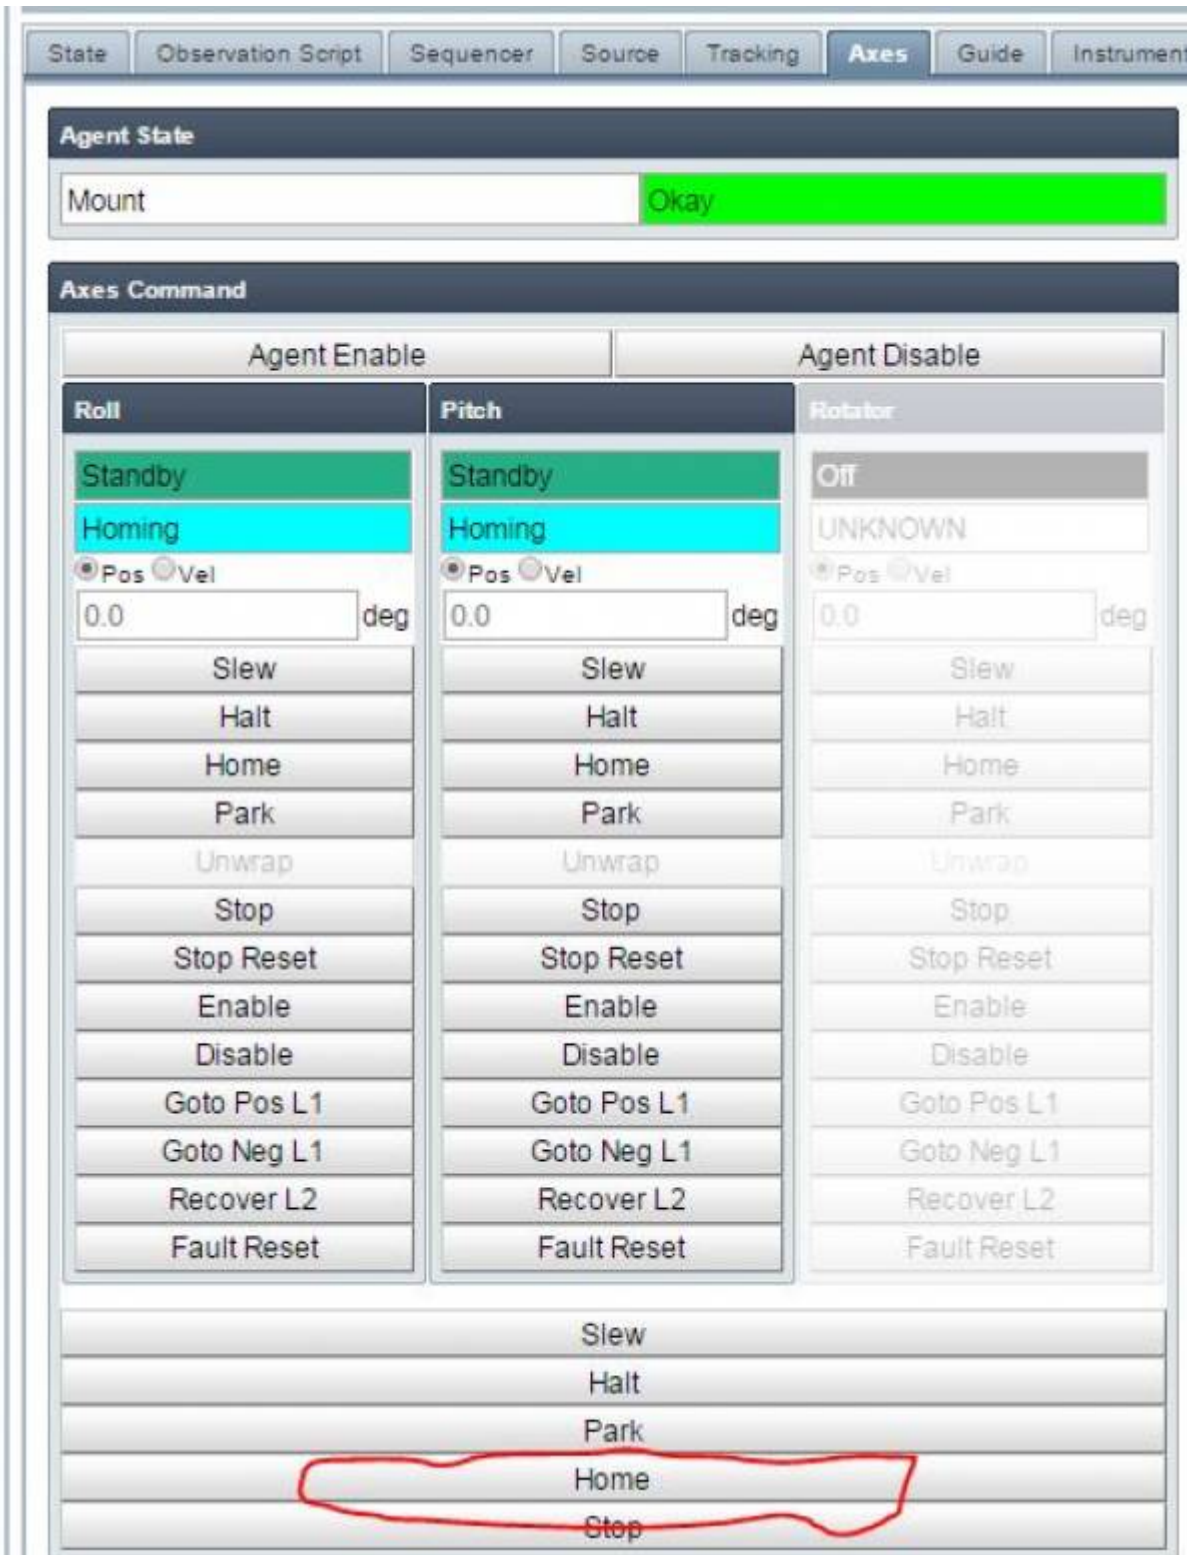 State Observation Script Sequencer Source Tracking Axes Guide Instrument
Agent State
Mount Okay
Axes Command
Agent Enable Agent Disable
Roll Pitch Rotator
Standby Standby Off
Homing Homing UNKNOWN
Pos Vel Pos Vel Pos Vel
0.0 deg 0.0 deg 0.0 deg
Slew Slew Slew
Halt Halt Halt
Home Home Home
Park Park Park
Unwrap Unwrap Unwrap
Stop Stop Stop
Stop Reset Stop Reset Stop Reset
Enable Enable Enable
Disable Disable Disable
Goto Pos L1 Goto Pos L1 Goto Pos L1
Goto Neg L1 Goto Neg L1 Goto Neg L1
Recover L2 Recover L2 Recover L2
Fault Reset Fault Reset Fault Reset
Slew
Halt
Park
Home
Stop